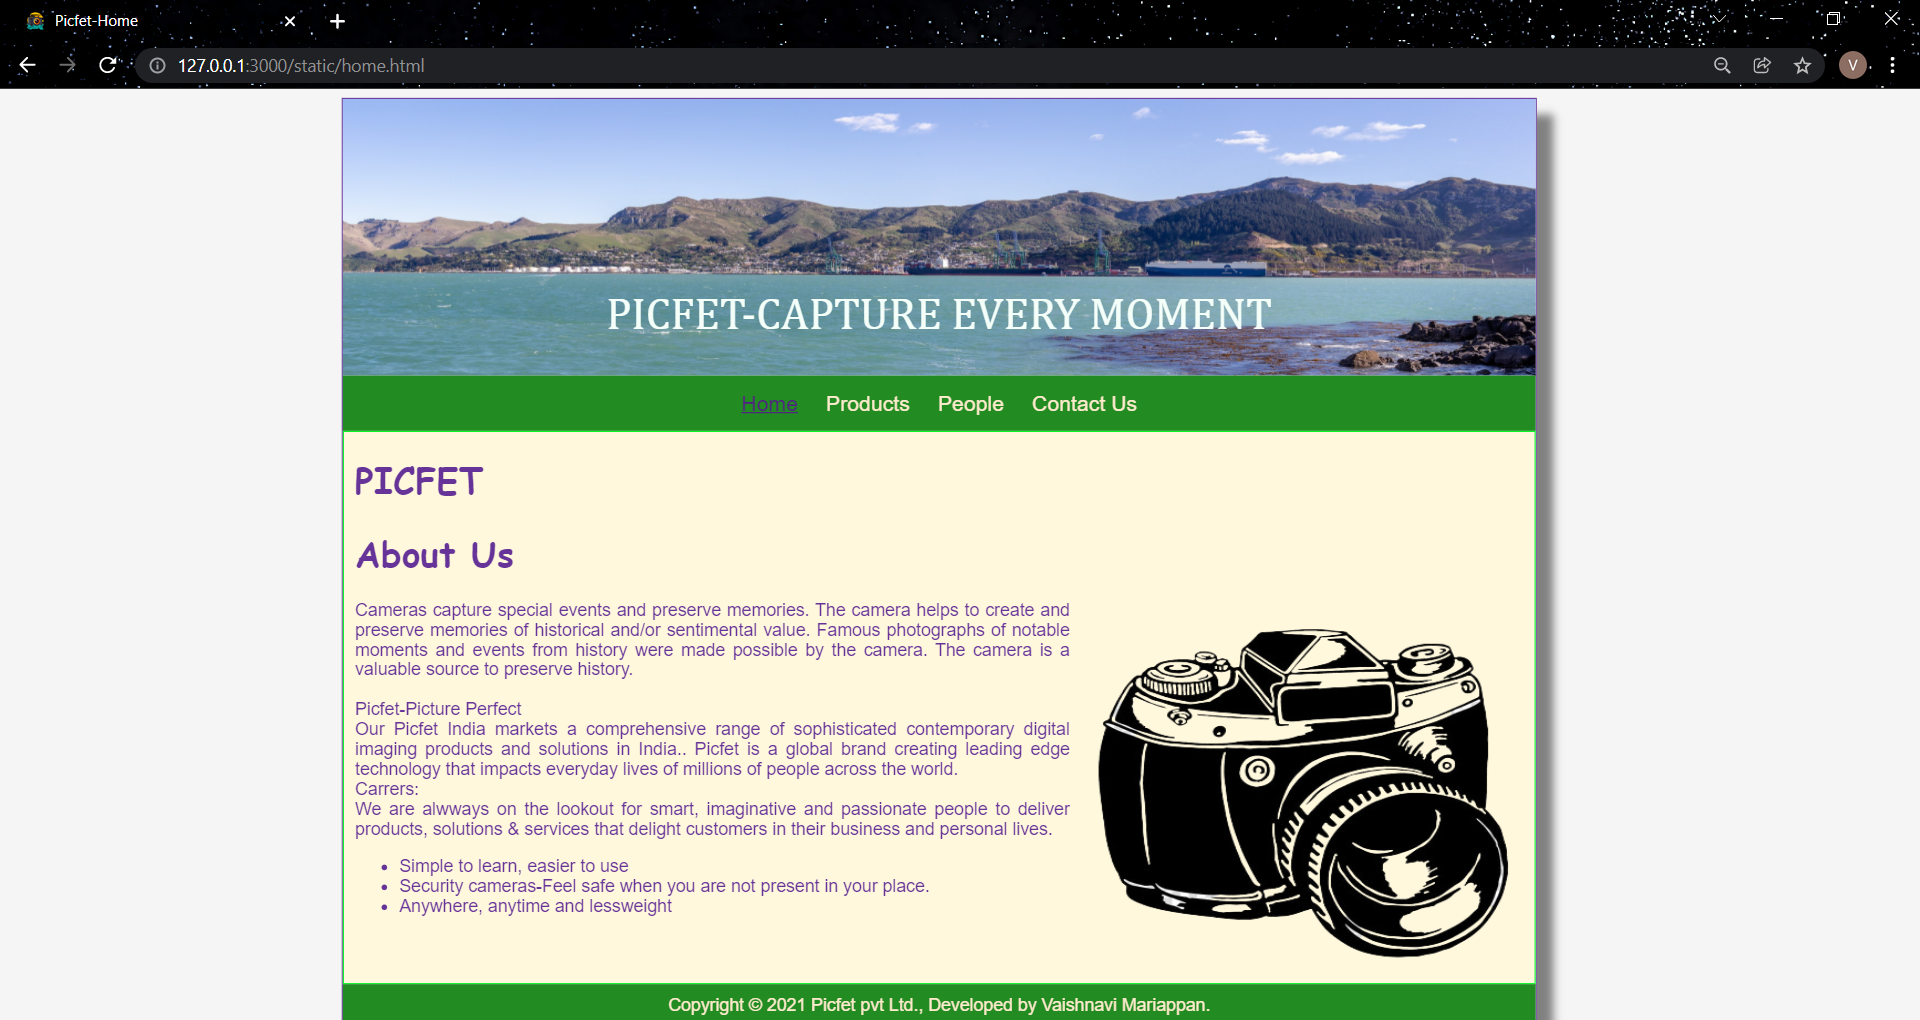 Picfet-Home
127.0.0.1:3000/static/home.html
V
PICFET-CAPTURE EVERY MOMENT
Home Products People Contact Us
PICFET
About Us
Cameras capture special events and preserve memories. The camera helps to create and
preserve memories of historical and/or sentimental value. Famous photographs of notable
moments and events from history were made possible by the camera. The camera is a
valuable source to preserve history.
Picfet-Picture Perfect
Our Picfet India markets a comprehensive range of sophisticated contemporary digital
imaging products and solutions in India.. Picfet is a global brand creating leading edge
technology that impacts everyday lives of millions of people across the world.
Carrers:
We are alwways on the lookout for smart, imaginative and passionate people to deliver
products, solutions & services that delight customers in their business and personal lives.
• Simple to learn, easier to use
• Security cameras-Feel safe when you are not present in your place.
• Anywhere, anytime and lessweight
Copyright © 2021 Picfet pvt Ltd., Developed by Vaishnavi Mariappan.